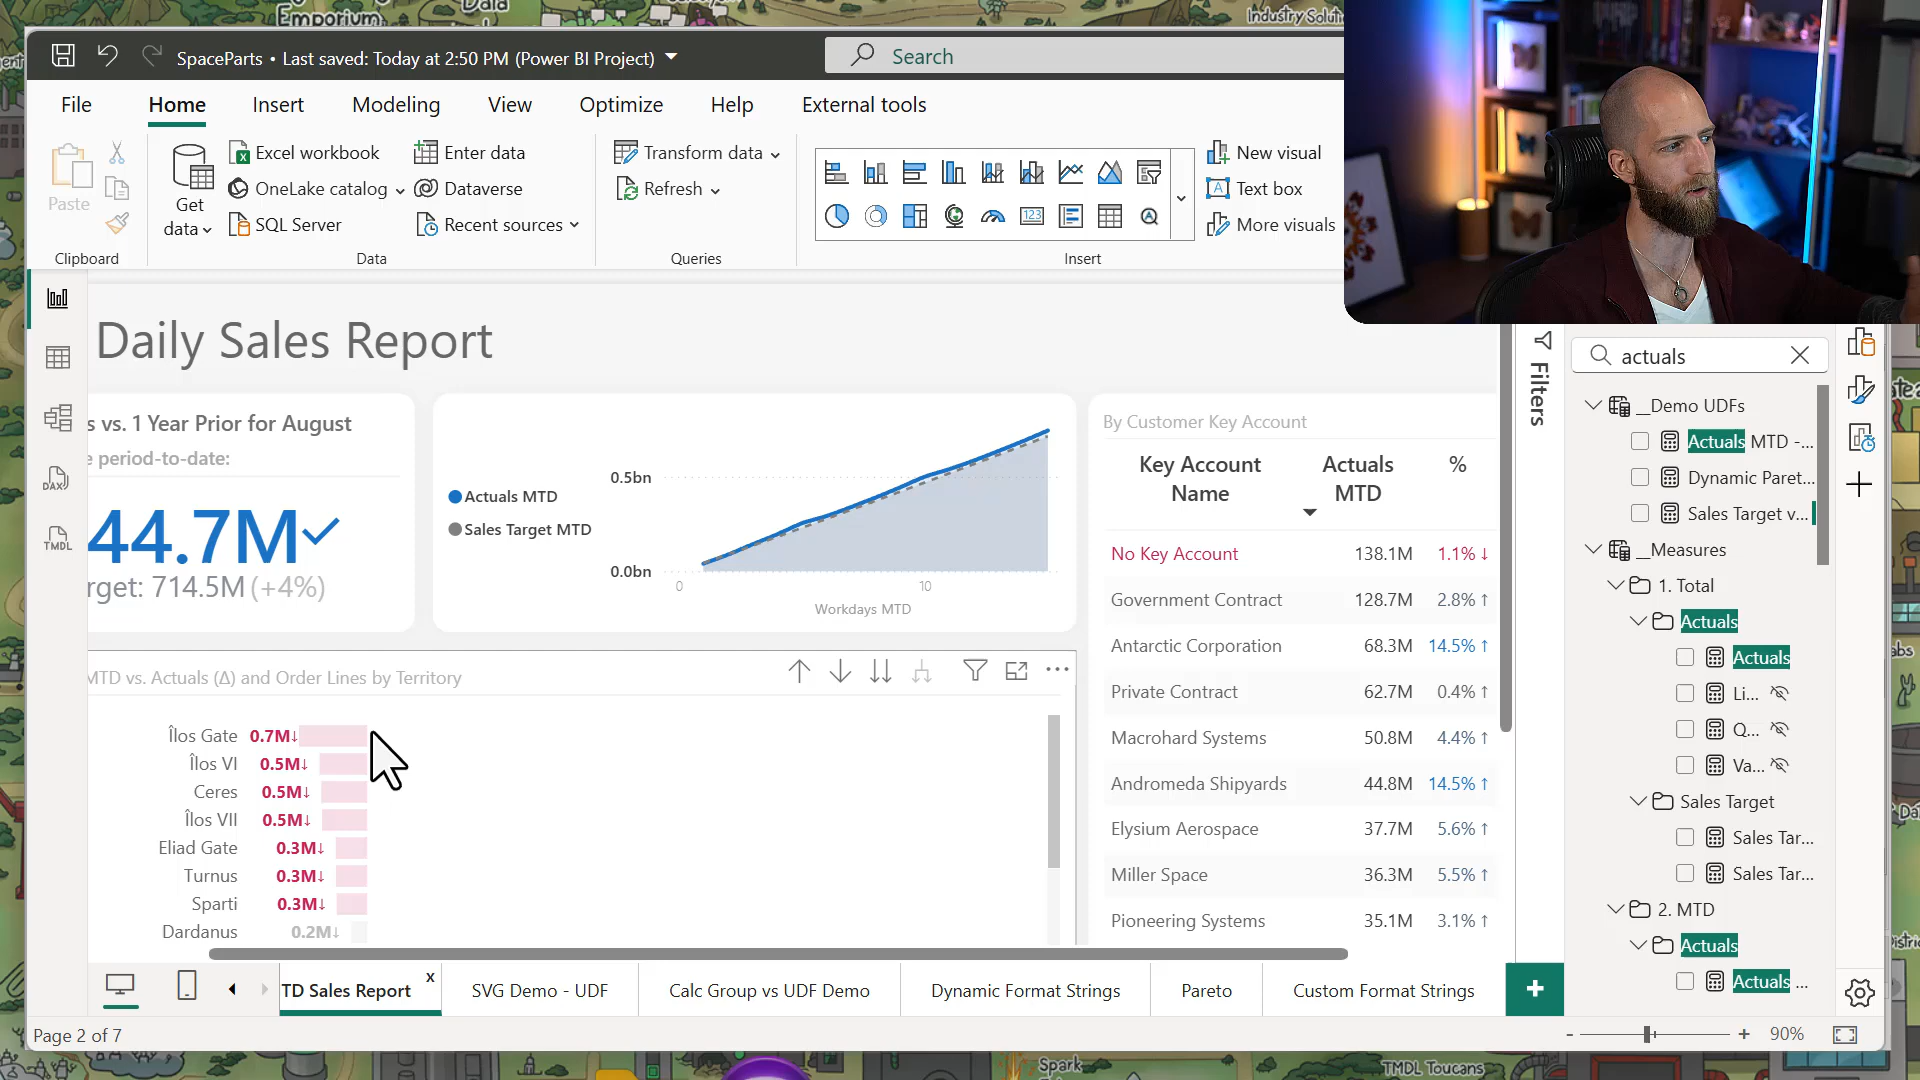 Emporium
Data
SpaceParts • Last saved: Today at 2:50 PM (Power BI Project)
Search
File
Home
Insert
Modeling
View
Optimize
Help
External tools
Paste
Clipboard
Get data
Excel workbook
OneLake catalog
SQL Server
Enter data
Dataverse
Recent sources
Data
Transform data
Refresh
Queries
123
New visual
Text box
More visuals
Insert
DAX
TMDL
Daily Sales Report
s vs. 1 Year Prior for August
e period-to-date:
44.7M
rget: 714.5M (+4%)
Actuals MTD
Sales Target MTD
0.5bn
0.0bn
0
10
Workdays MTD
By Customer Key Account
Key Account Name
Actuals MTD
%
No Key Account 138.1M 1.1% ↓
Government Contract 128.7M 2.8% ↑
Antarctic Corporation 68.3M 14.5% ↑
Private Contract 62.7M 0.4% ↑
Macrohard Systems 50.8M 4.4% ↑
Andromeda Shipyards 44.8M 14.5% ↑
Elysium Aerospace 37.7M 5.6% ↑
Miller Space 36.3M 5.5% ↑
Pioneering Systems 35.1M 3.1% ↑
MTD vs. Actuals (Δ) and Order Lines by Territory
Îlos Gate 0.7M↓
Îlos VI 0.5M↓
Ceres 0.5M↓
Îlos VII 0.5M↓
Eliad Gate 0.3M↓
Turnus 0.3M↓
Sparti 0.3M↓
Dardanus 0.2M↓
Filters
actuals
__Demo UDFs
Actuals MTD -...
Dynamic Paret...
Sales Target v...
__Measures
1. Total
Actuals
Actuals
Li...
Q...
Va...
Sales Target
Sales Tar...
Sales Tar...
2. MTD
Actuals
Actuals ...
TD Sales Report
x
SVG Demo - UDF
Calc Group vs UDF Demo
Dynamic Format Strings
Pareto
Custom Format Strings
+
Page 2 of 7
- + 90%
Spark
TMDL Toucans